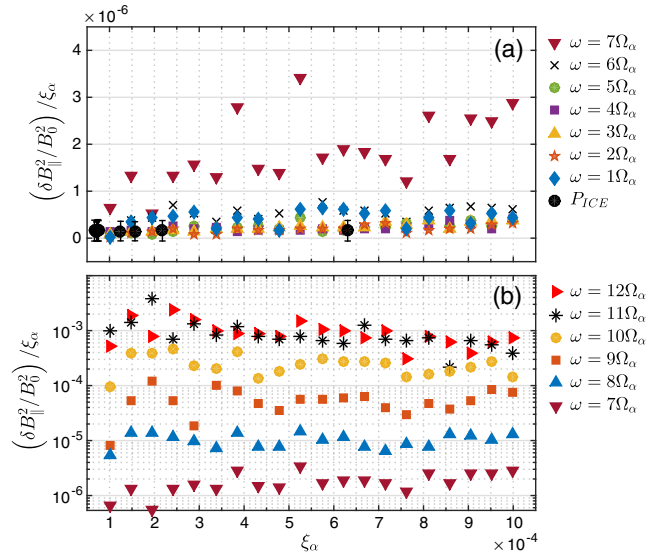 ×10⁻⁶
(a)
4
3
2
1
0
(δB²∥/B²₀)/ξα
ω = 7Ωα
ω = 6Ωα
ω = 5Ωα
ω = 4Ωα
ω = 3Ωα
ω = 2Ωα
ω = 1Ωα
P_ICE
(b)
10⁻³
10⁻⁴
10⁻⁵
10⁻⁶
(δB²∥/B²₀)/ξα
ω = 12Ωα
ω = 11Ωα
ω = 10Ωα
ω = 9Ωα
ω = 8Ωα
ω = 7Ωα
1 2 3 4 5 6 7 8 9 10
ξα
×10⁻⁴